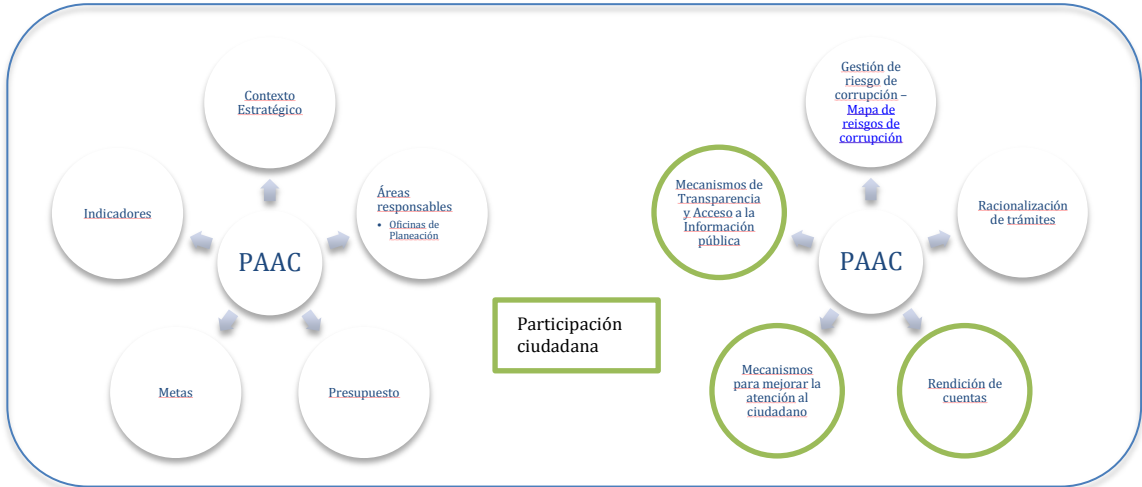 Contexto
Estratégico
Indicadores
Áreas
responsables
• Oficinas de
Planeación
PAAC
Metas
Presupuesto
Participación
ciudadana
Gestión de
riesgo de
corrupción –
Mapa de
reisgos de
corrupción
Mecanismos de
Transparencia
y Acceso a la
Información
pública
Racionalización
de trámites
PAAC
Mecanismos
para mejorar la
atención al
ciudadano
Rendición de
cuentas